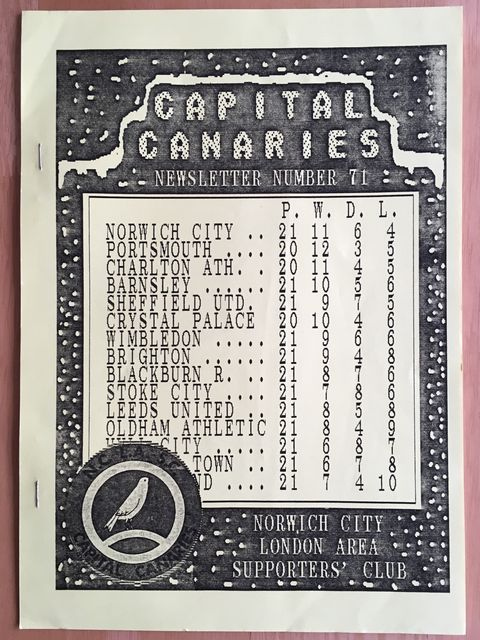 CAPITAL
CANARIES
NEWSLETTER NUMBER 71
P. W. D. L.
NORWICH CITY .. 21 11 6 4
PORTSMOUTH .... 20 12 3 5
CHARLTON ATH. . 20 11 4 5
BARNSLEY ...... 21 10 5 6
SHEFFIELD UTD. 21 9 7 5
CRYSTAL PALACE 20 10 4 6
WIMBLEDON ..... 21 9 6 6
BRIGHTON ...... 21 9 4 8
BLACKBURN R. .. 21 8 7 6
STOKE CITY .... 21 7 8 6
LEEDS UNITED .. 21 8 5 8
OLDHAM ATHLETIC 21 8 4 9
CITY ..... 21 6 8 7
TOWN .. 21 6 7 8
ND .... 21 7 4 10
CAPITAL CANARIES
NORWICH CITY
LONDON AREA
SUPPORTERS' CLUB